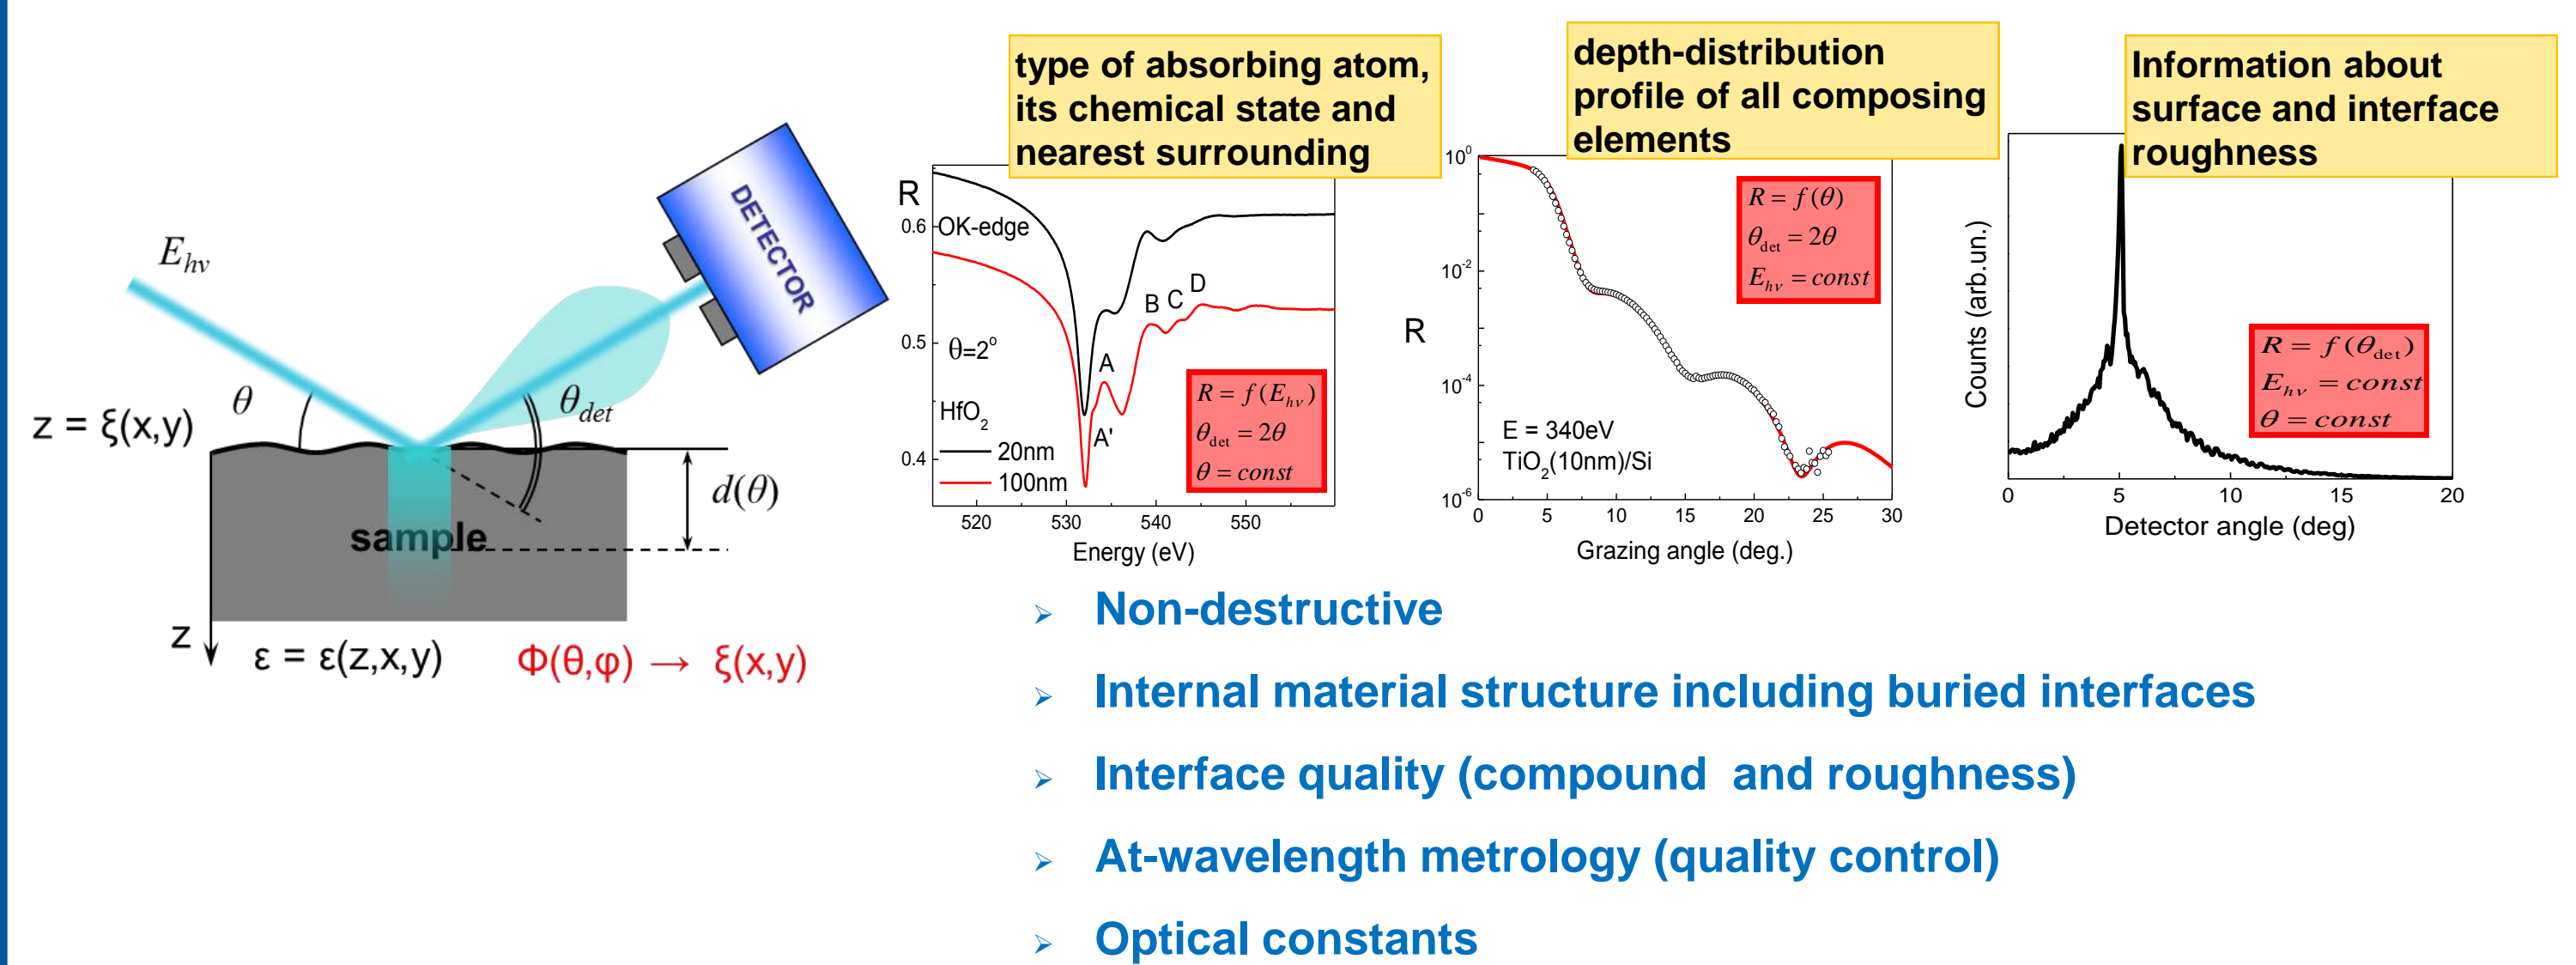 E_hν
θ
z = ξ(x,y)
DETECTOR
θ_det
d(θ)
sample
z
ε = ε(z,x,y)
Φ(θ,φ) → ξ(x,y)
type of absorbing atom,
its chemical state and
nearest surrounding
R
0.6
0.5
0.4
OK-edge
θ=2°
HfO₂
20nm
100nm
A
A'
B
C
D
R = f(E_hν)
θ_det = 2θ
θ = const
520
530
540
550
Energy (eV)
depth-distribution
profile of all composing
elements
R
10⁰
10⁻²
10⁻⁴
10⁻⁶
R = f(θ)
θ_det = 2θ
E_hν = const
E = 340eV
TiO₂(10nm)/Si
0
5
10
15
20
25
30
Grazing angle (deg.)
Information about
surface and interface
roughness
Counts (arb.un.)
R = f(θ_det)
E_hν = const
θ = const
0
5
10
15
20
Detector angle (deg)
➢ Non-destructive
➢ Internal material structure including buried interfaces
➢ Interface quality (compound and roughness)
➢ At-wavelength metrology (quality control)
➢ Optical constants